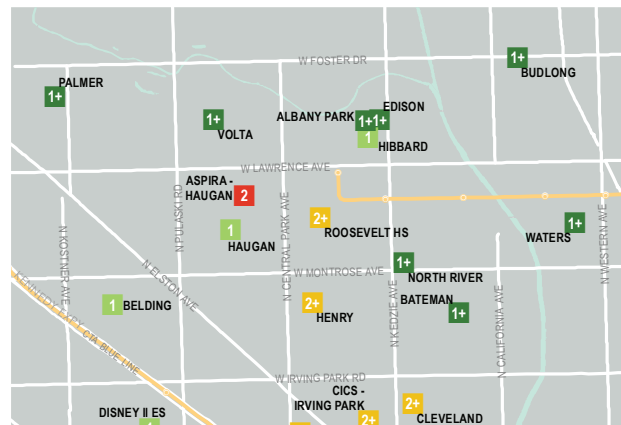 W FOSTER DR
1+
BUDLONG
PALMER
1+
1+
VOLTA
ALBANY PARK
EDISON
1+
1+
1
HIBBARD
W LAWRENCE AVE
ASPIRA -
HAUGAN
2
N PULASKI RD
N CENTRAL PARK AVE
1
HAUGAN
2+
ROOSEVELT HS
1+
WATERS
N WESTERN AVE
N KOSTNER AVE
N ELSTON AVE
W MONTROSE AVE
1+
NORTH RIVER
BATEMAN
1+
N KEDZIE AVE
N CALIFORNIA AVE
KENNEDY EXPY
CTA BLUE LINE
1
BELDING
2+
HENRY
W IRVING PARK RD
CICS -
IRVING PARK
2+
2+
CLEVELAND
DISNEY II ES